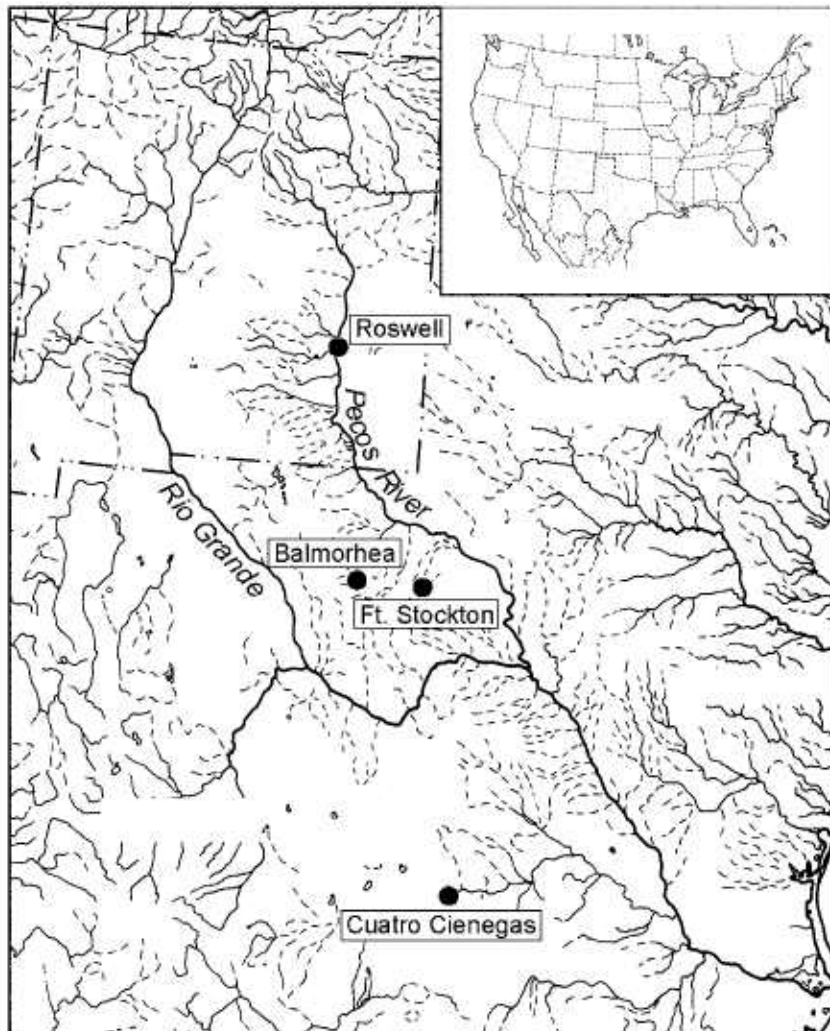 Roswell
Pecos River
Rio Grande
Balmorhea
Ft. Stockton
Cuatro Cienegas